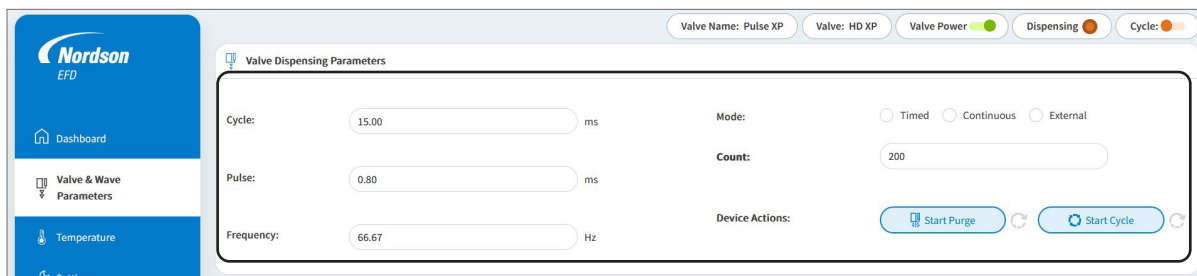 Valve Name: Pulse XP
Valve: HD XP
Valve Power
Dispensing
Cycle:
Nordson
EFD
Valve Dispensing Parameters
Dashboard
Valve & Wave
Parameters
Temperature
Cycle:
15.00
ms
Pulse:
0.80
ms
Frequency:
66.67
Hz
Mode:
Timed
Continuous
External
Count:
200
Device Actions:
Start Purge
Start Cycle